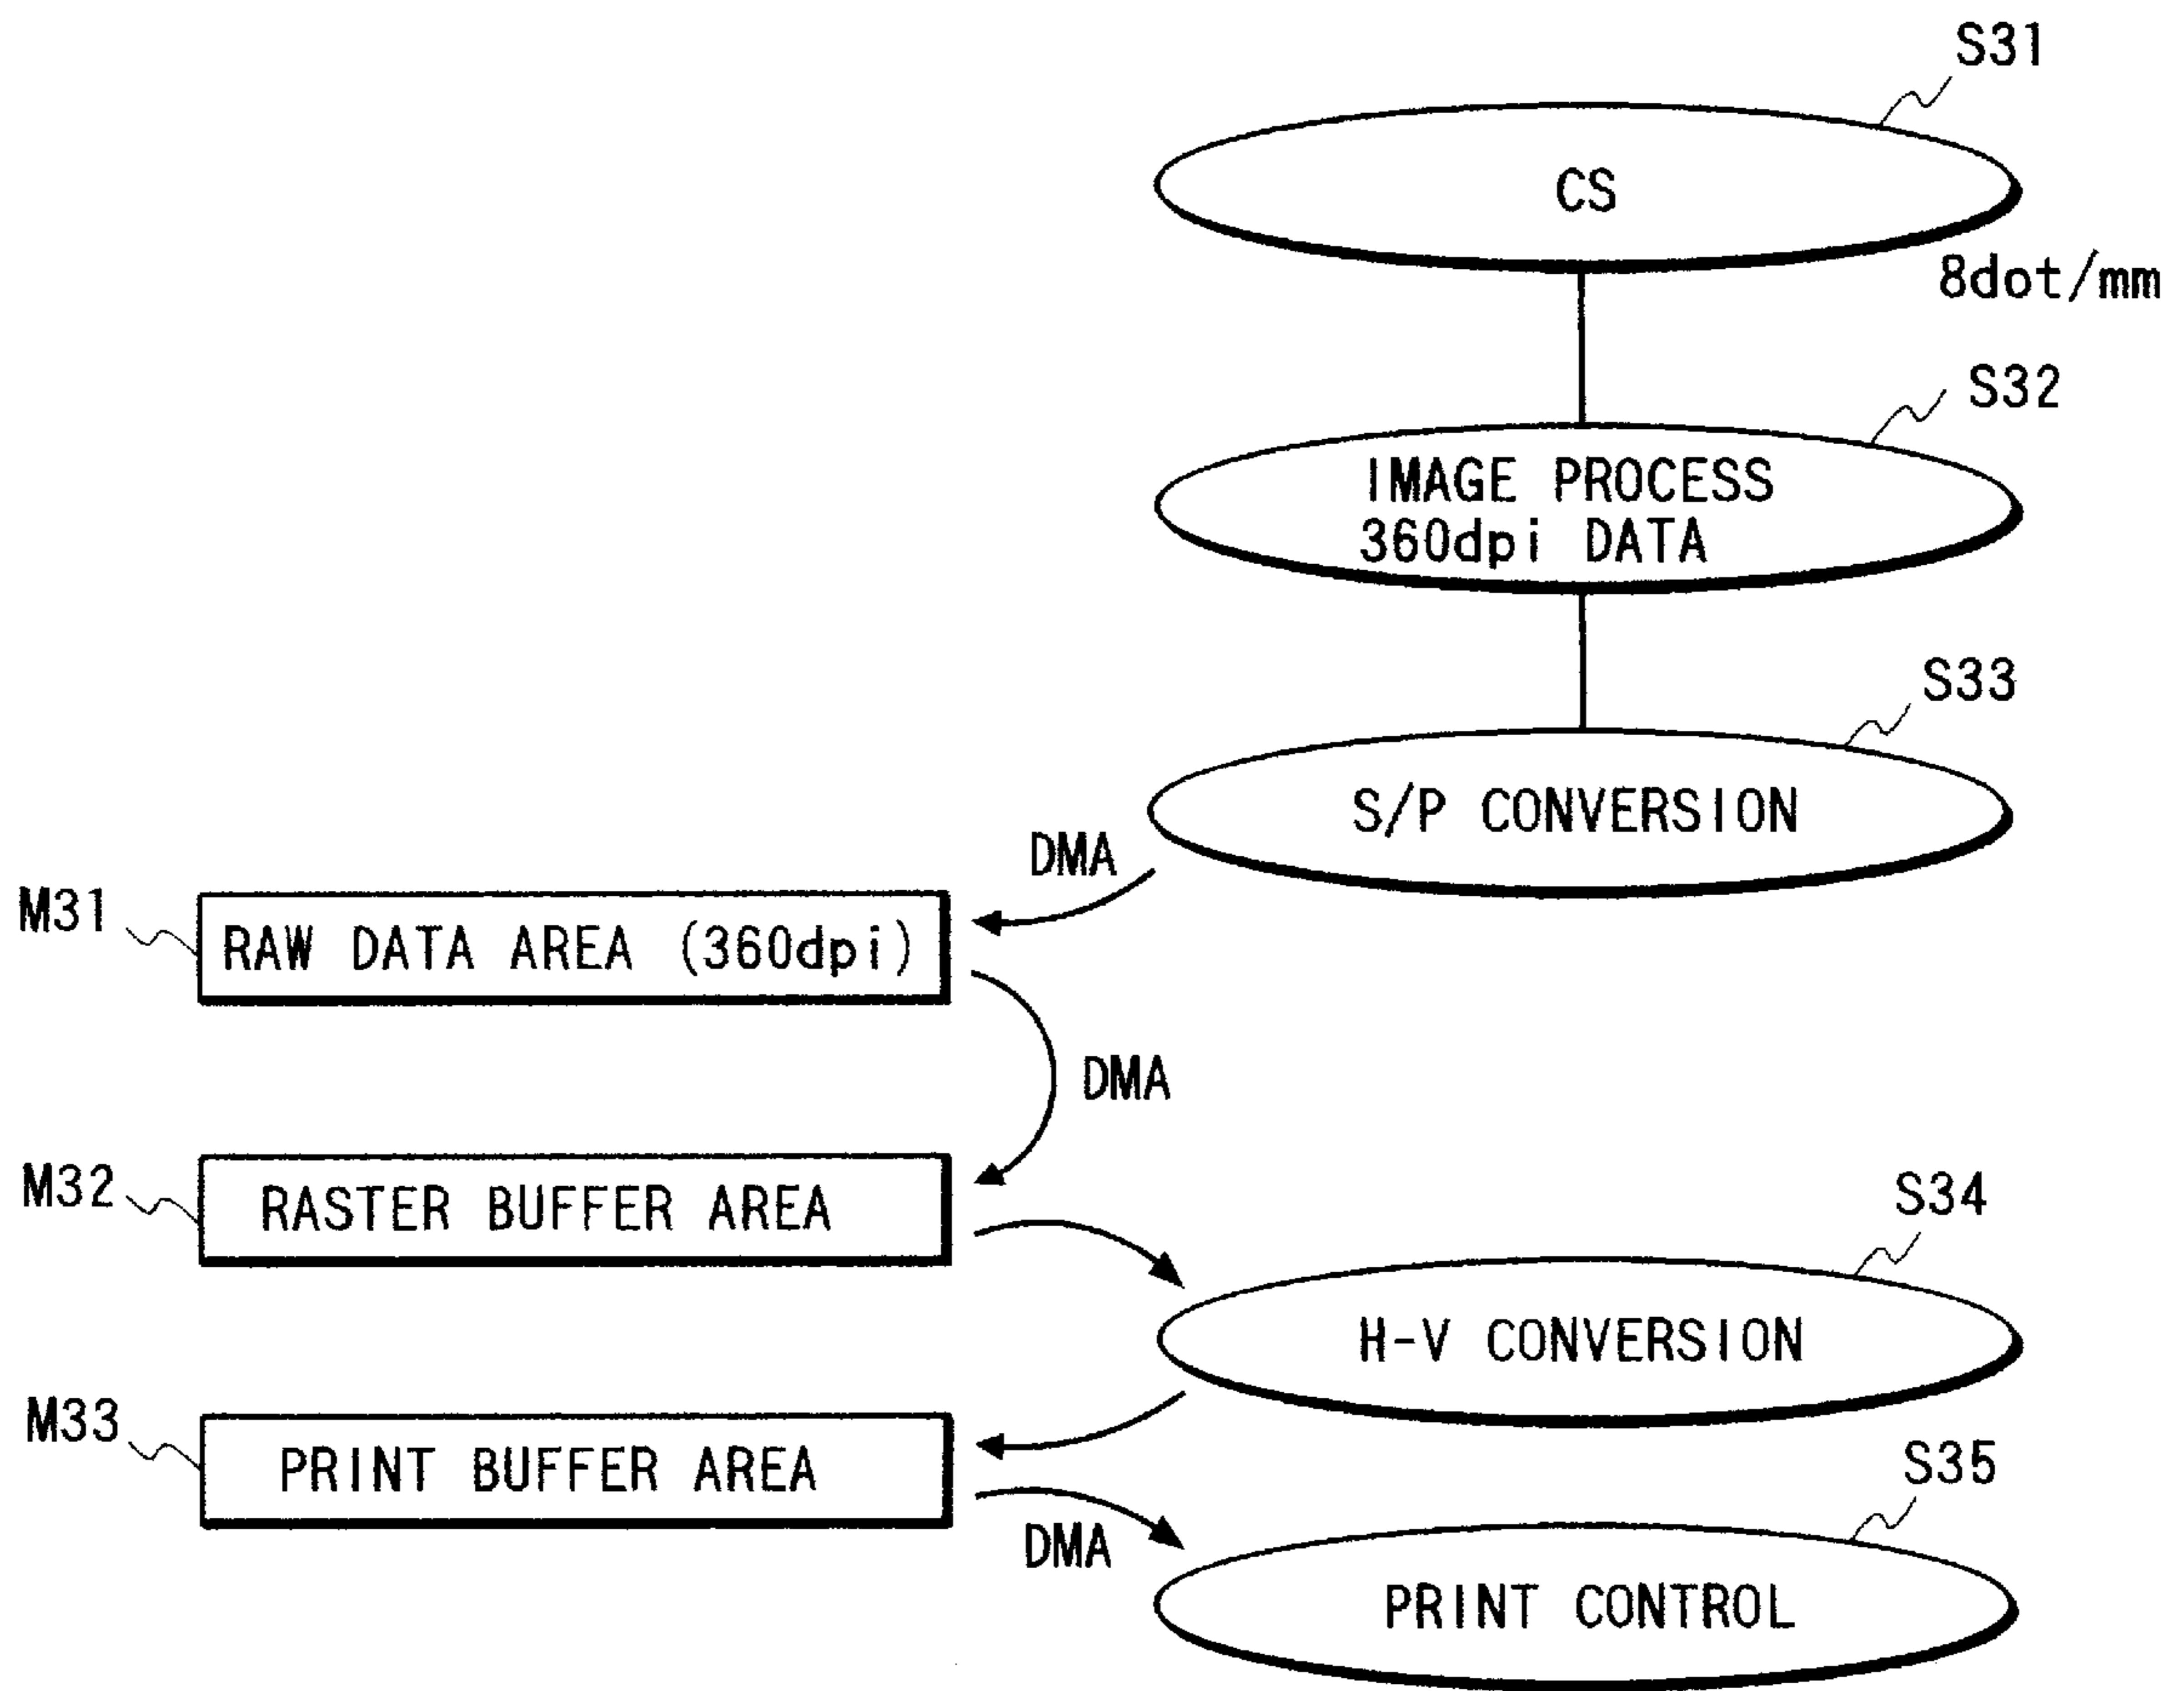 S31
CS
8dot/mm
S32
IMAGE PROCESS
360dpi DATA
S33
S/P CONVERSION
DMA
M31
RAW DATA AREA (360dpi)
DMA
M32
RASTER BUFFER AREA
S34
H-V CONVERSION
M33
PRINT BUFFER AREA
S35
DMA
PRINT CONTROL